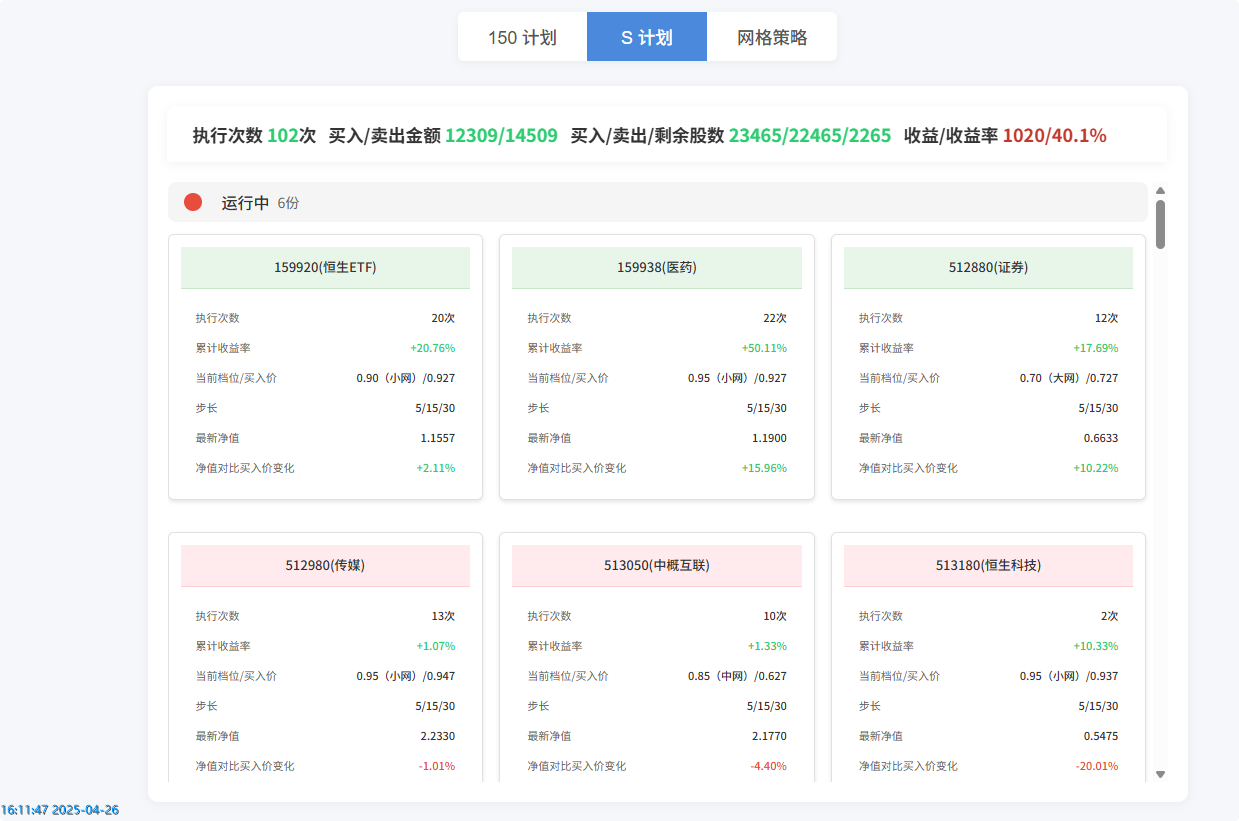 150 计划 S 计划 网格策略
执行次数 102次 买入/卖出金额 12309/14509 买入/卖出/剩余股数 23465/22465/2265 收益/收益率 1020/40.1%
运行中 6份
159920(恒生ETF)
执行次数 20次
累计收益率 +20.76%
当前档位/买入价 0.90（小网）/0.927
步长 5/15/30
最新净值 1.1557
净值对比买入价变化 +2.11%
159938(医药)
执行次数 22次
累计收益率 +50.11%
当前档位/买入价 0.95（小网）/0.927
步长 5/15/30
最新净值 1.1900
净值对比买入价变化 +15.96%
512880(证券)
执行次数 12次
累计收益率 +17.69%
当前档位/买入价 0.70（大网）/0.727
步长 5/15/30
最新净值 0.6633
净值对比买入价变化 +10.22%
512980(传媒)
执行次数 13次
累计收益率 +1.07%
当前档位/买入价 0.95（小网）/0.947
步长 5/15/30
最新净值 2.2330
净值对比买入价变化 -1.01%
513050(中概互联)
执行次数 10次
累计收益率 +1.33%
当前档位/买入价 0.85（中网）/0.627
步长 5/15/30
最新净值 2.1770
净值对比买入价变化 -4.40%
513180(恒生科技)
执行次数 2次
累计收益率 +10.33%
当前档位/买入价 0.95（小网）/0.937
步长 5/15/30
最新净值 0.5475
净值对比买入价变化 -20.01%
16:11:47 2025-04-26